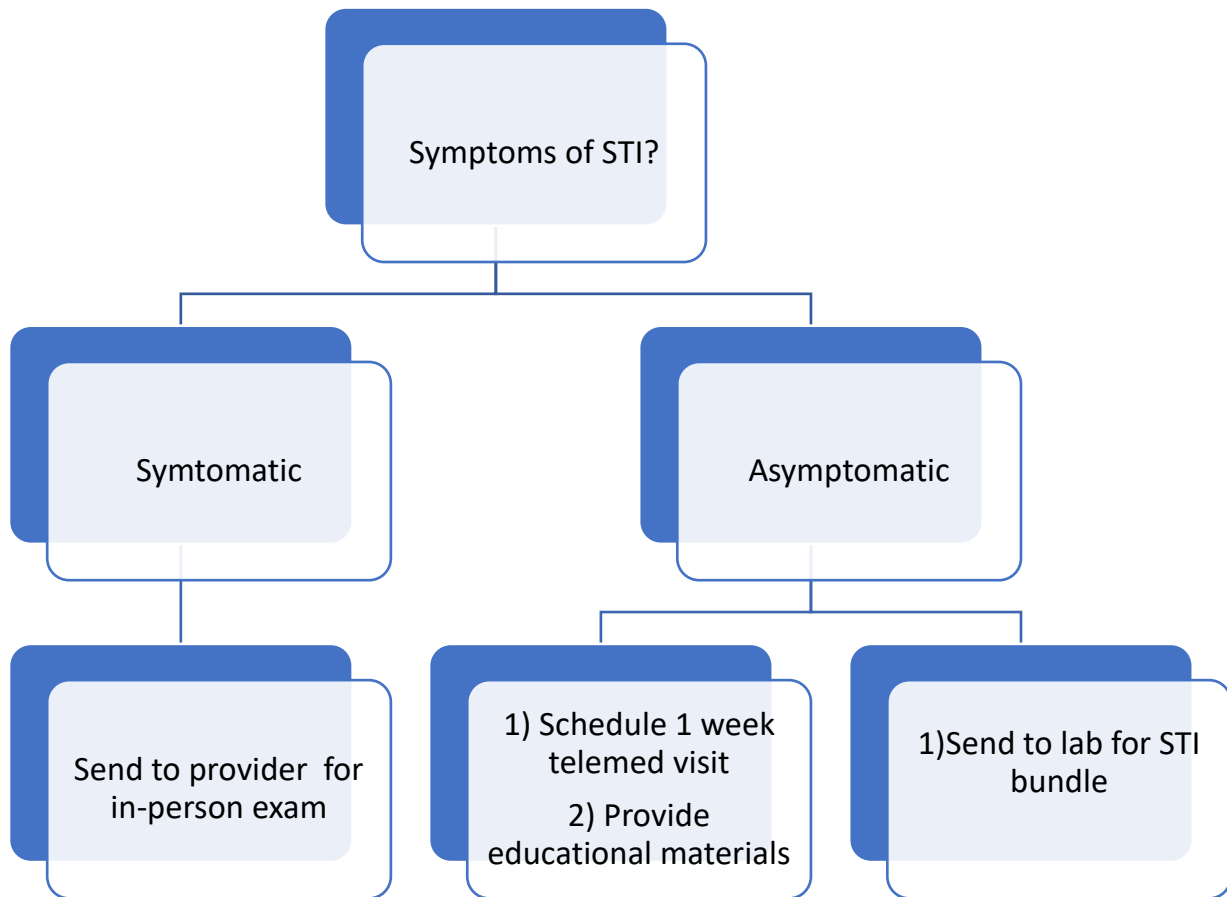 Symptoms of STI?
Symtomatic
Asymptomatic
Send to provider for
in-person exam
1) Schedule 1 week
telemed visit
2) Provide
educational materials
1)Send to lab for STI
bundle